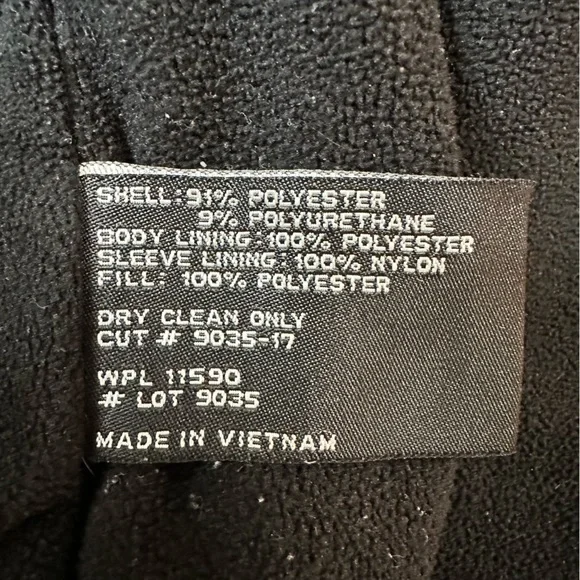 SHELL: 91% POLYESTER
9% POLYURETHANE
BODY LINING: 100% POLYESTER
SLEEVE LINING: 100% NYLON
FILL: 100% POLYESTER
DRY CLEAN ONLY
CUT # 9035-17
WPL 11590
# LOT 9035
MADE IN VIETNAM